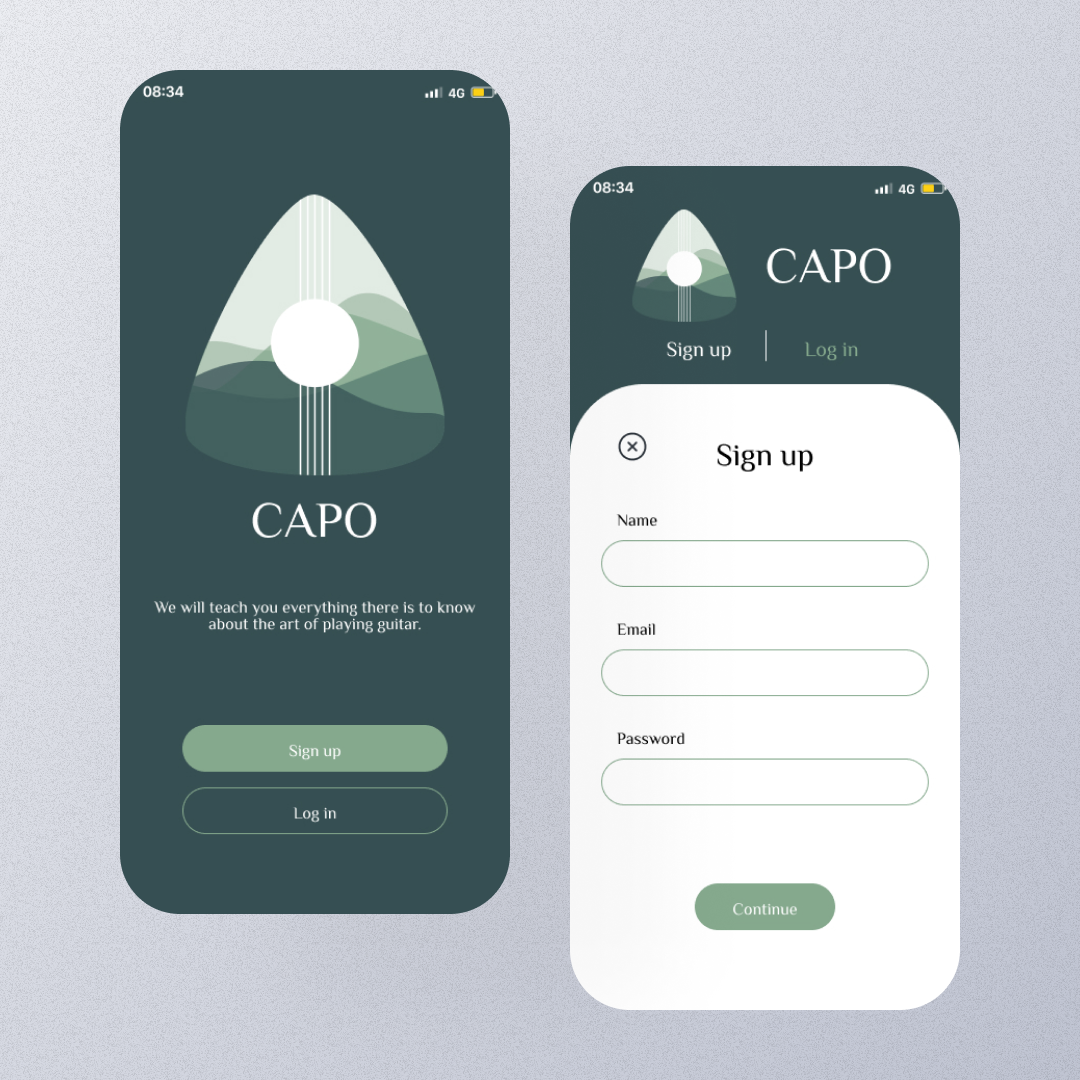 08:34
4G
CAPO
We will teach you everything there is to know
about the art of playing guitar.
Sign up
Log in
08:34
4G
CAPO
Sign up
Log in
Sign up
Name
Email
Password
Continue